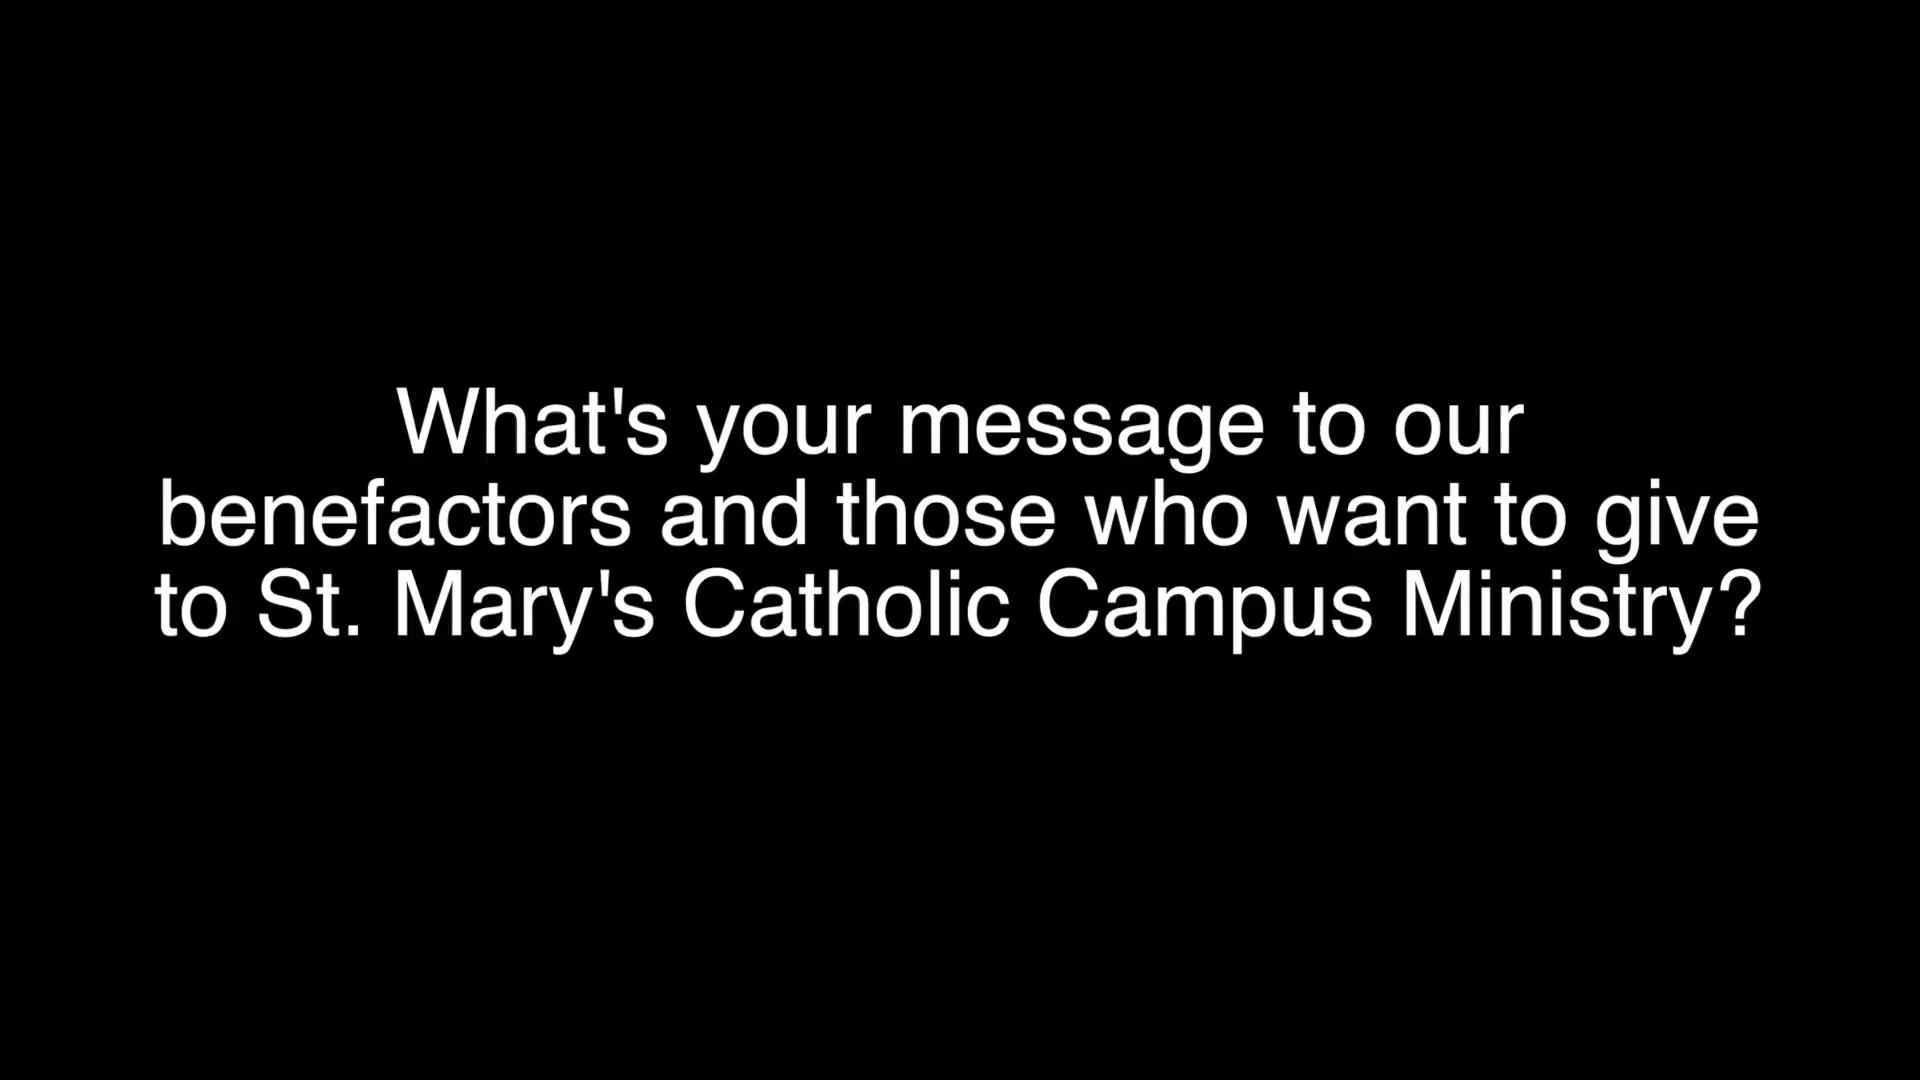 What's your message to our
benefactors and those who want to give
to St. Mary's Catholic Campus Ministry?